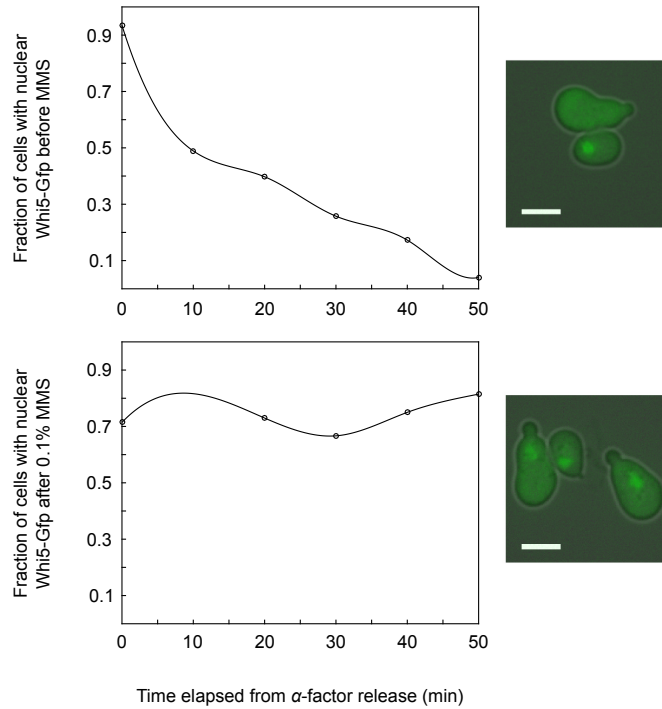 Fraction of cells with nuclear
Whi5-Gfp before MMS
0.9
0.7
0.5
0.3
0.1
0 10 20 30 40 50
Fraction of cells with nuclear
Whi5-Gfp after 0.1% MMS
0.9
0.7
0.5
0.3
0.1
0 10 20 30 40 50
Time elapsed from α-factor release (min)